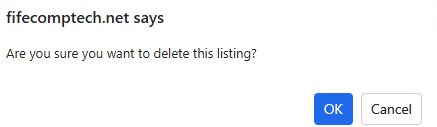 fifecomptech.net says
Are you sure you want to delete this listing?
OK
Cancel